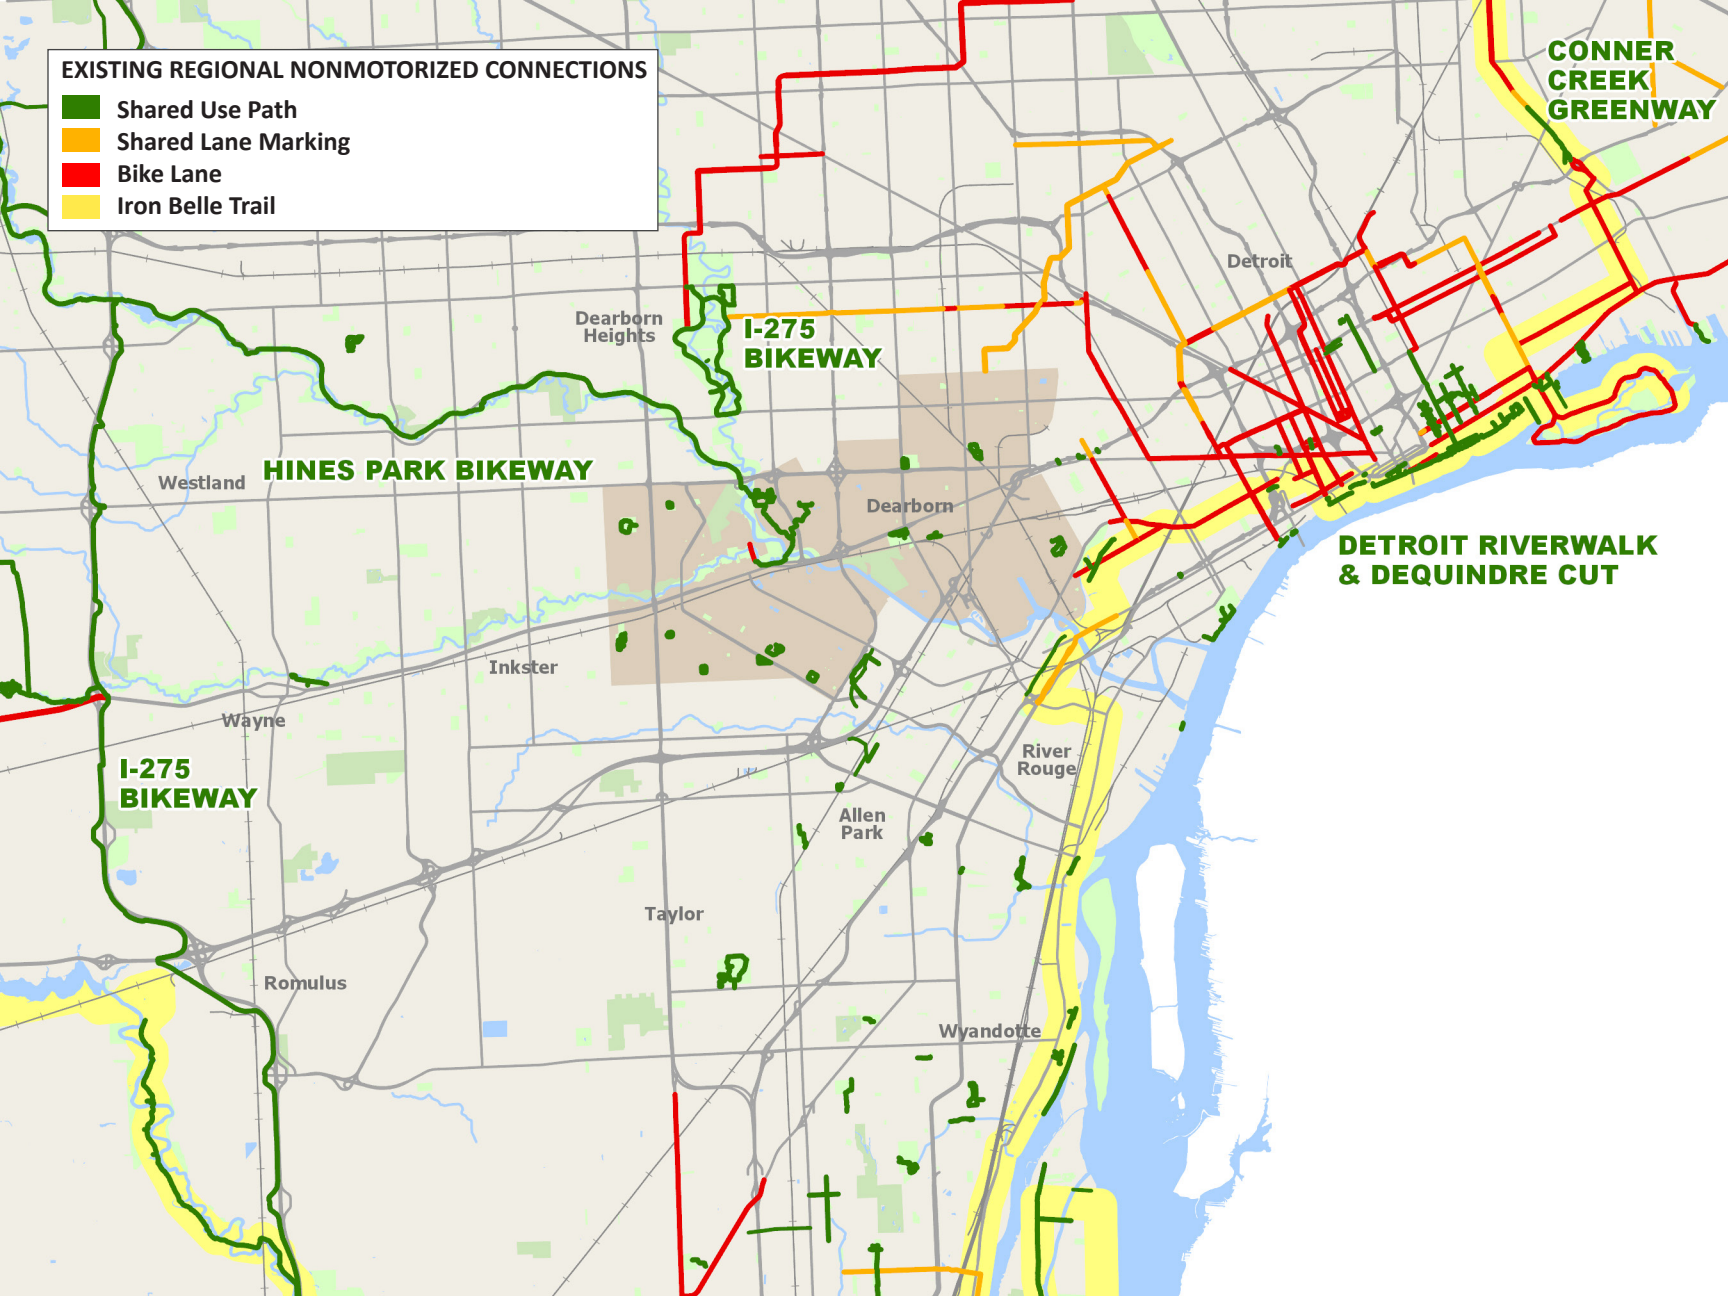 EXISTING REGIONAL NONMOTORIZED CONNECTIONS
Shared Use Path
Shared Lane Marking
Bike Lane
Iron Belle Trail
CONNER
CREEK
GREENWAY
Detroit
Dearborn
Heights
I-275
BIKEWAY
HINES PARK BIKEWAY
Westland
Dearborn
DETROIT RIVERWALK
& DEQUINDRE CUT
Inkster
Wayne
I-275
BIKEWAY
River
Rouge
Allen
Park
Taylor
Romulus
Wyandotte